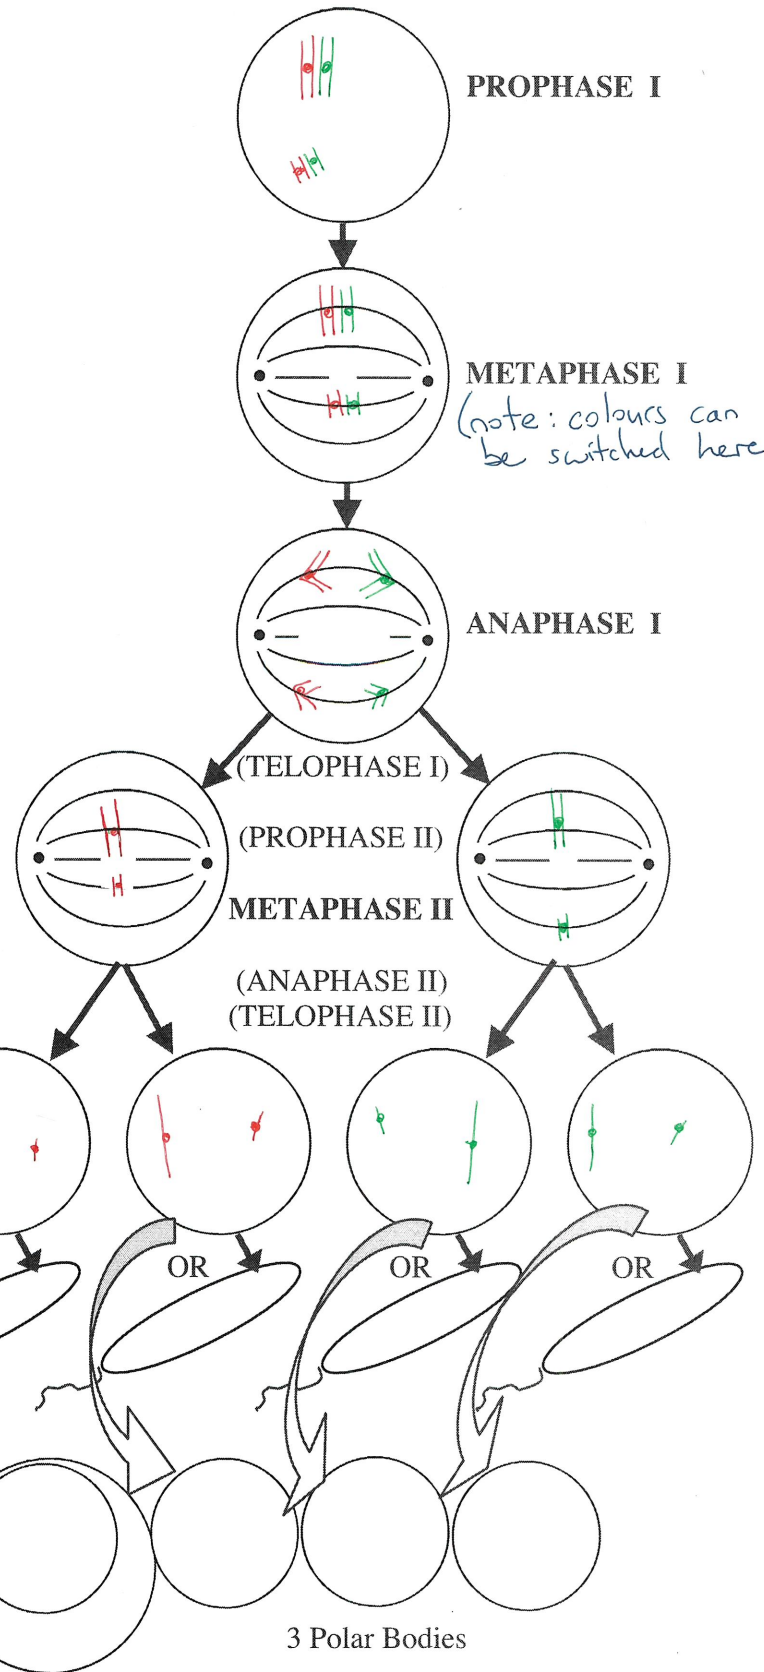 PROPHASE I
METAPHASE I
(note: colours can
be switched here
ANAPHASE I
(TELOPHASE I)
(PROPHASE II)
METAPHASE II
(ANAPHASE II)
(TELOPHASE II)
OR OR OR
3 Polar Bodies